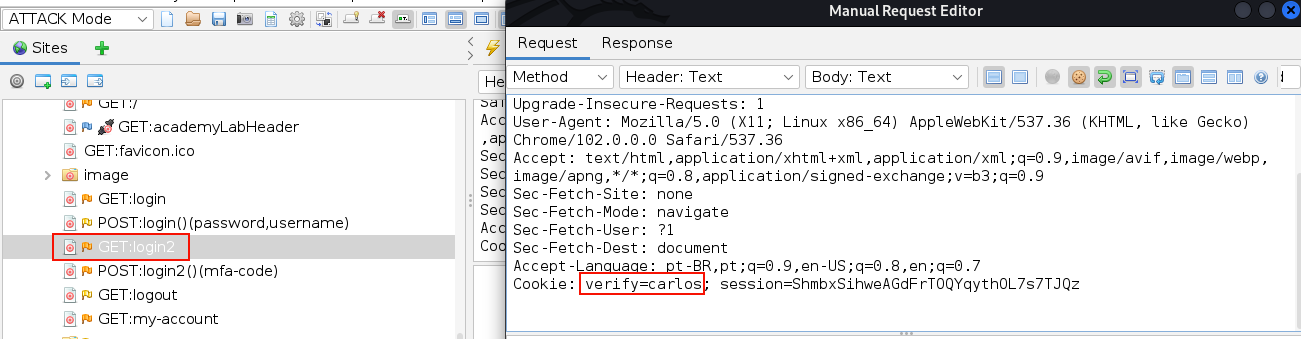 ATTACK Mode
Manual Request Editor
Sites
Request Response
Method Header: Text Body: Text
GET:/
GET:academyLabHeader
GET:favicon.ico
image
GET:login
POST:login()(password,username)
GET:login2
POST:login2()(mfa-code)
GET:logout
GET:my-account
He
Acc
,ap
Sec
Sec
Sec
Sec
Acc
Coo
Upgrade-Insecure-Requests: 1
User-Agent: Mozilla/5.0 (X11; Linux x86_64) AppleWebKit/537.36 (KHTML, like Gecko)
Chrome/102.0.0.0 Safari/537.36
Accept: text/html,application/xhtml+xml,application/xml;q=0.9,image/avif,image/webp,
image/apng,*/*;q=0.8,application/signed-exchange;v=b3;q=0.9
Sec-Fetch-Site: none
Sec-Fetch-Mode: navigate
Sec-Fetch-User: ?1
Sec-Fetch-Dest: document
Accept-Language: pt-BR,pt;q=0.9,en-US;q=0.8,en;q=0.7
Cookie: verify=carlos; session=ShmbxSihweAGdFrTOQYqythOL7s7TJQz